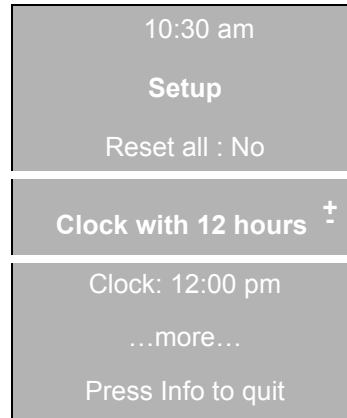 10:30 am
Setup
Reset all : No
Clock with 12 hours +
-
Clock: 12:00 pm
…more…
Press Info to quit